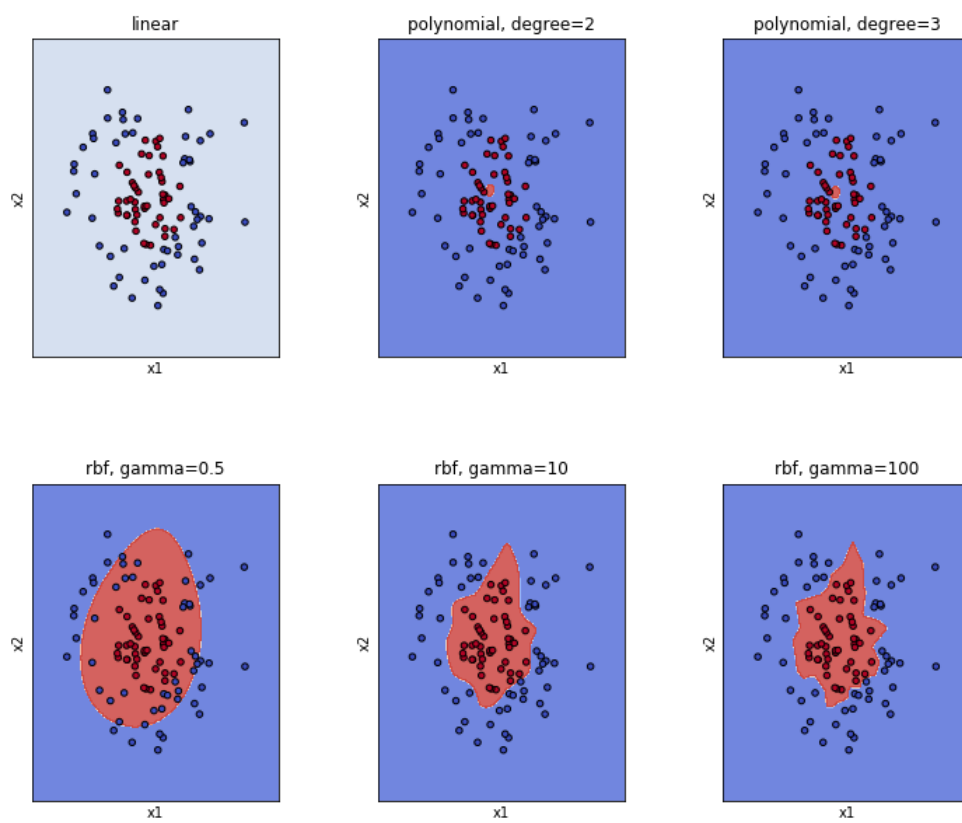 linear
polynomial, degree=2
polynomial, degree=3
x2
x2
x2
x1
x1
x1
rbf, gamma=0.5
rbf, gamma=10
rbf, gamma=100
x2
x2
x2
x1
x1
x1